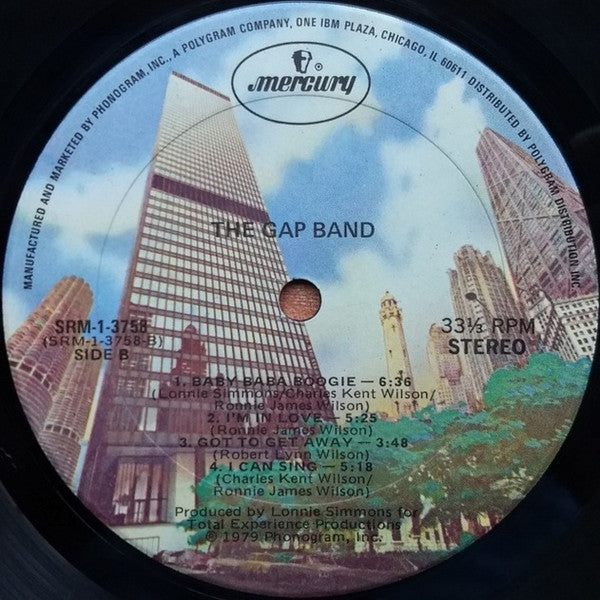 MANUFACTURED AND MARKETED BY PHONOGRAM, INC., A POLYGRAM COMPANY, ONE IBM PLAZA, CHICAGO, IL 60611 DISTRIBUTED BY POLYGRAM DISTRIBUTION, INC.
mercury
THE GAP BAND
SRM-1-3758
(SRM-1-3758-B)
SIDE B
33⅓ RPM
STEREO
1. BABY BABA BOOGIE — 6:36
(Lonnie Simmons/Charles Kent Wilson/
Ronnie James Wilson)
2. I'M IN LOVE — 5:25
(Ronnie James Wilson)
3. GOT TO GET AWAY — 3:48
(Robert Lynn Wilson)
4. I CAN SING — 5:18
(Charles Kent Wilson/
Ronnie James Wilson)
Produced by Lonnie Simmons for
Total Experience Productions
© 1979 Phonogram, Inc.